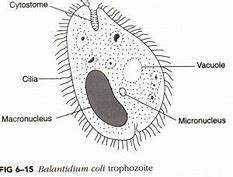 Cytostome
Vacuole
Cilia
Macronucleus
Micronucleus
FIG 6–15 Balantidium coli trophozoite